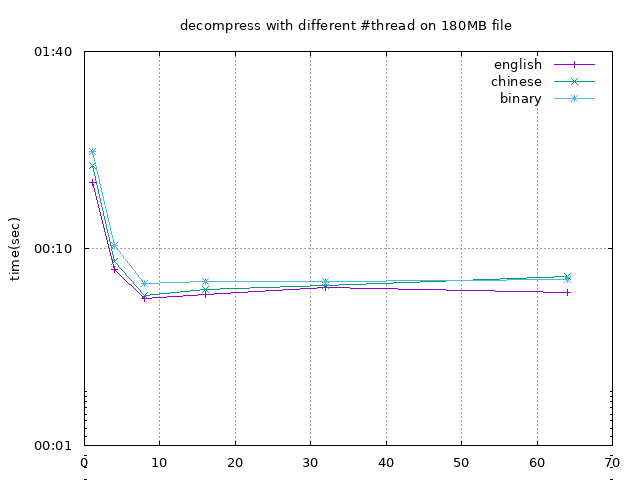 decompress with different #thread on 180MB file
01:40
english
chinese
binary
time(sec)
00:10
00:01
0 10 20 30 40 50 60 70